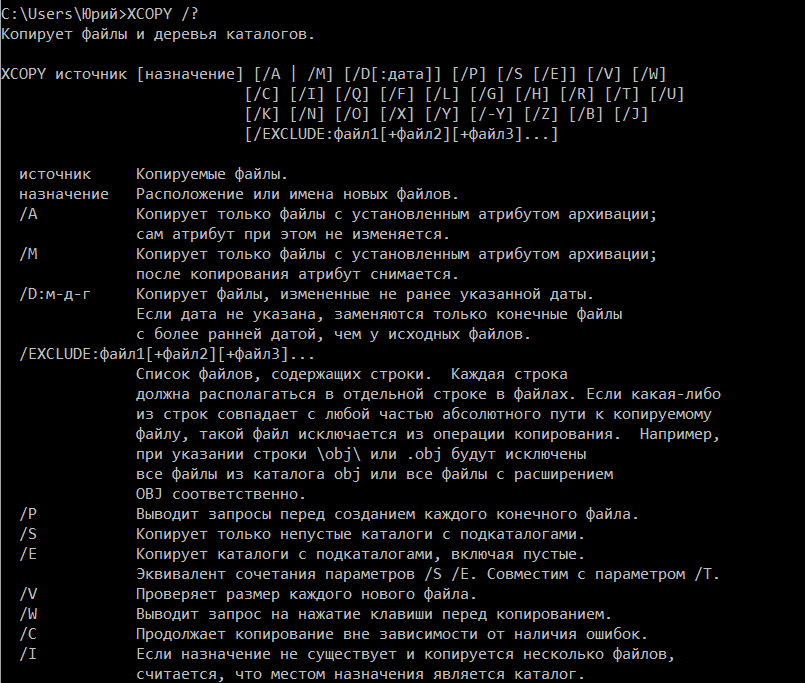 C:\Users\Юрий>XCOPY /?
Копирует файлы и деревья каталогов.

XCOPY источник [назначение] [/A | /M] [/D[:дата]] [/P] [/S [/E]] [/V] [/W]
                           [/C] [/I] [/Q] [/F] [/L] [/G] [/H] [/R] [/T] [/U]
                           [/K] [/N] [/O] [/X] [/Y] [/-Y] [/Z] [/B] [/J]
                           [/EXCLUDE:файл1[+файл2][+файл3]...]

  источник     Копируемые файлы.
  назначение   Расположение или имена новых файлов.
  /A           Копирует только файлы с установленным атрибутом архивации;
               сам атрибут при этом не изменяется.
  /M           Копирует только файлы с установленным атрибутом архивации;
               после копирования атрибут снимается.
  /D:м-д-г     Копирует файлы, измененные не ранее указанной даты.
               Если дата не указана, заменяются только конечные файлы
               с более ранней датой, чем у исходных файлов.
  /EXCLUDE:файл1[+файл2][+файл3]...
               Список файлов, содержащих строки.  Каждая строка
               должна располагаться в отдельной строке в файлах. Если какая-либо
               из строк совпадает с любой частью абсолютного пути к копируемому
               файлу, такой файл исключается из операции копирования.  Например,
               при указании строки \obj\ или .obj будут исключены
               все файлы из каталога obj или все файлы с расширением
               OBJ соответственно.
  /P           Выводит запросы перед созданием каждого конечного файла.
  /S           Копирует только непустые каталоги с подкаталогами.
  /E           Копирует каталоги с подкаталогами, включая пустые.
               Эквивалент сочетания параметров /S /E. Совместим с параметром /T.
  /V           Проверяет размер каждого нового файла.
  /W           Выводит запрос на нажатие клавиши перед копированием.
  /C           Продолжает копирование вне зависимости от наличия ошибок.
  /I           Если назначение не существует и копируется несколько файлов,
               считается, что местом назначения является каталог.